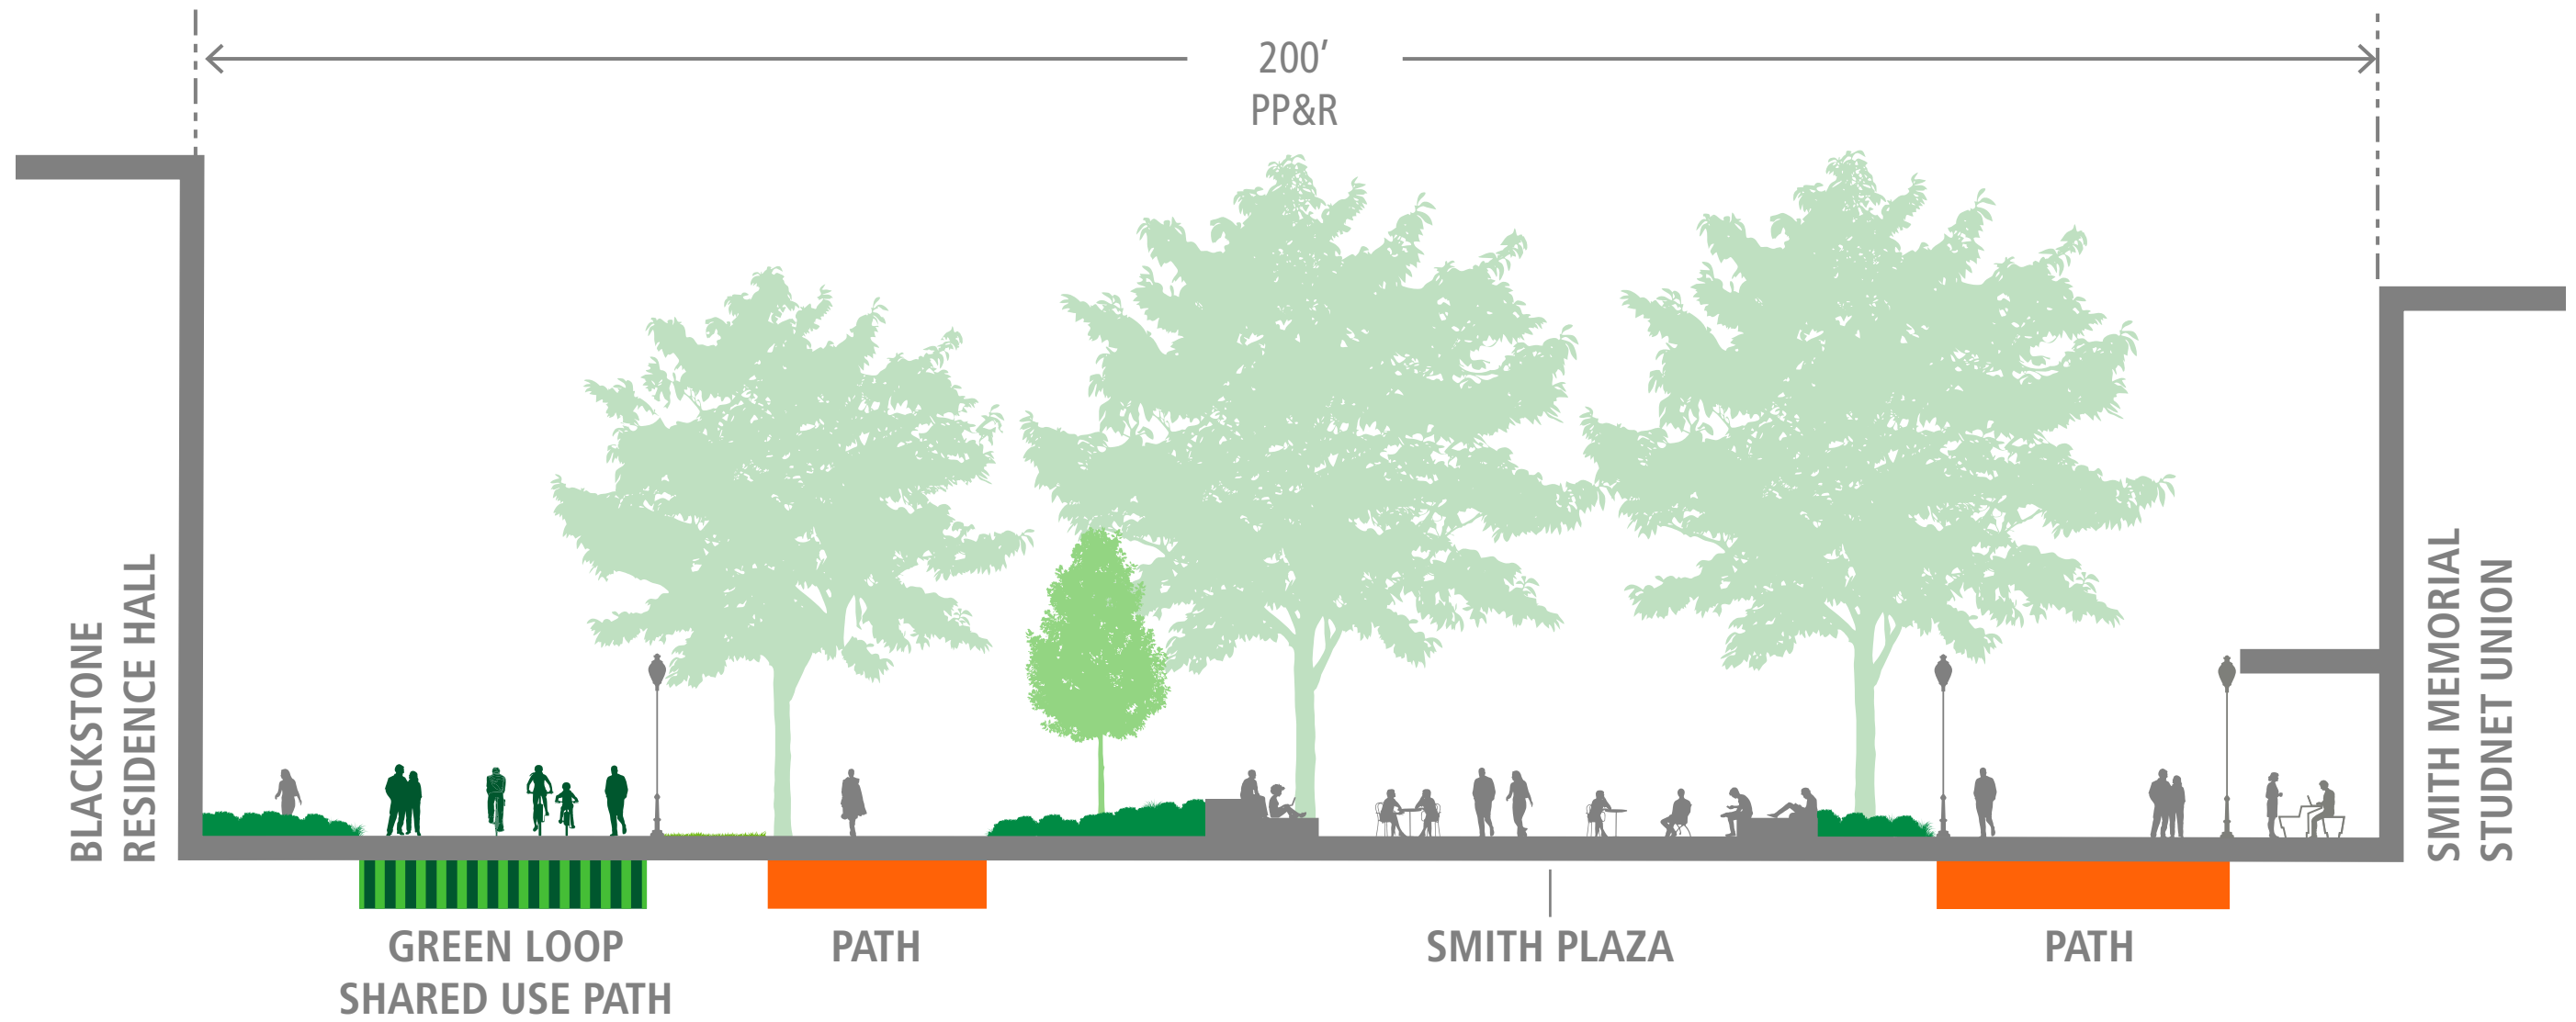 200'
PP&R
BLACKSTONE
RESIDENCE HALL
SMITH MEMORIAL
STUDNET UNION
GREEN LOOP
SHARED USE PATH
PATH
SMITH PLAZA
PATH